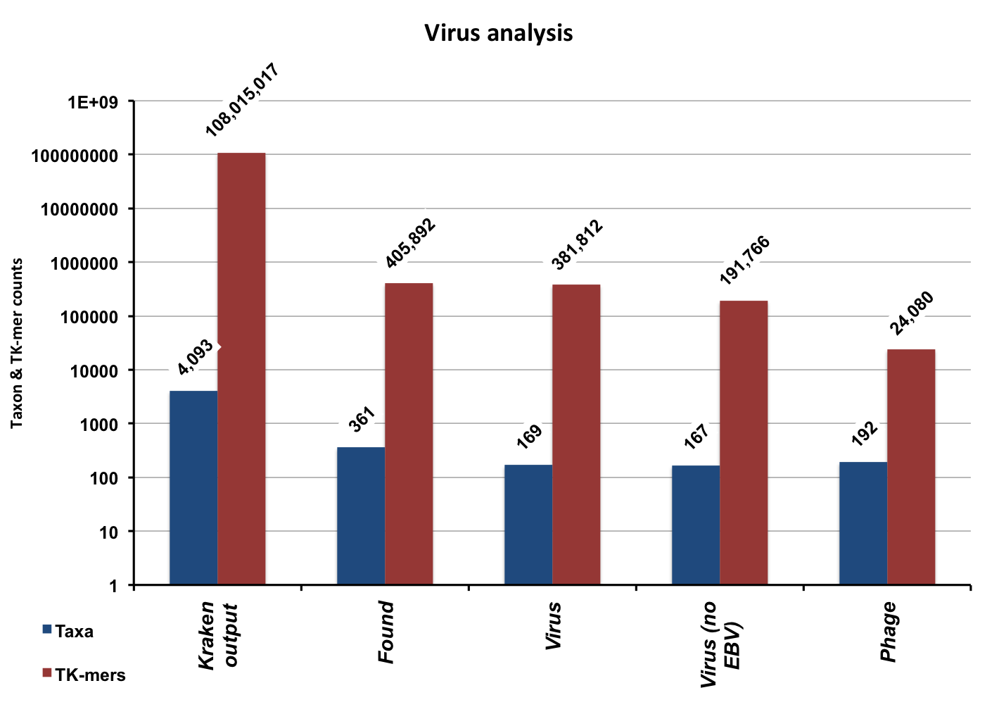 Virus analysis
1E+09
100000000
10000000
1000000
100000
10000
1000
100
10
1
Taxon & TK-mer counts
4,093
108,015,017
361
405,892
169
381,812
167
191,766
192
24,080
Kraken
output
Found
Virus
Virus (no
EBV)
Phage
Taxa
TK-mers